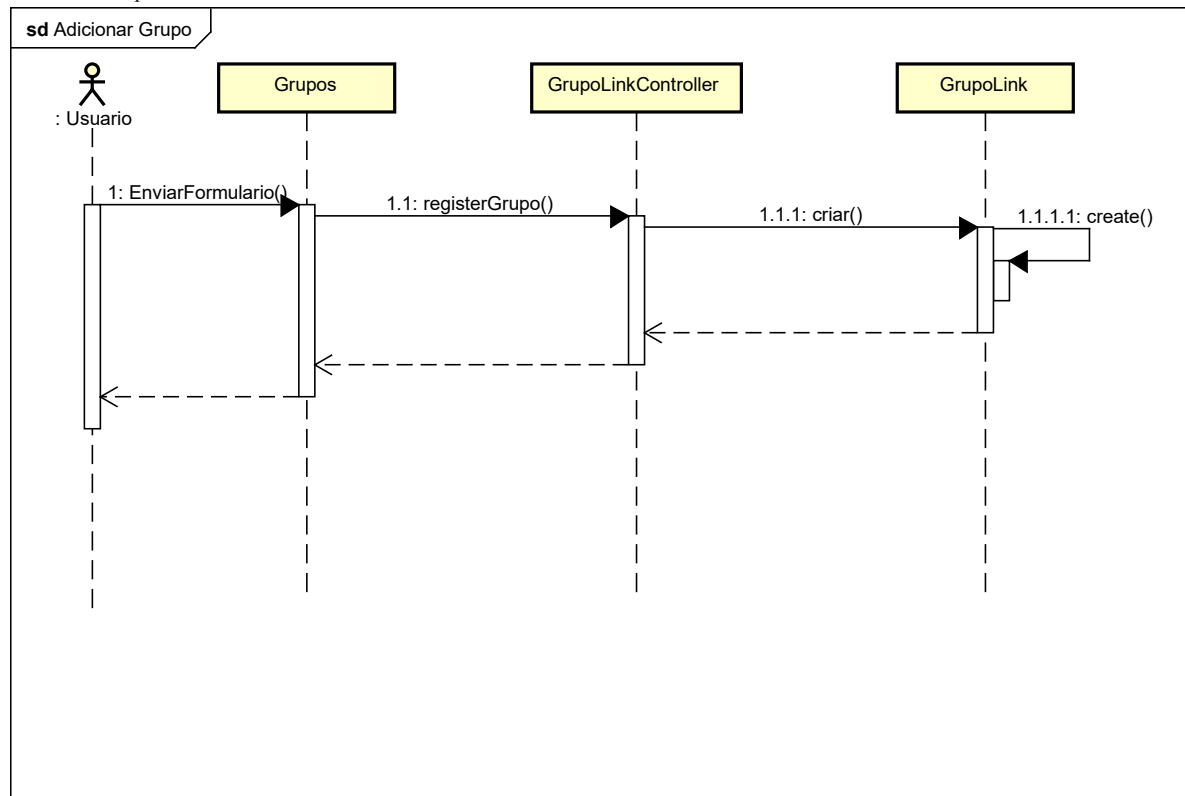 sd Adicionar Grupo
: Usuario
Grupos
GrupoLinkController
GrupoLink
1: EnviarFormulario()
1.1: registerGrupo()
1.1.1: criar()
1.1.1.1: create()